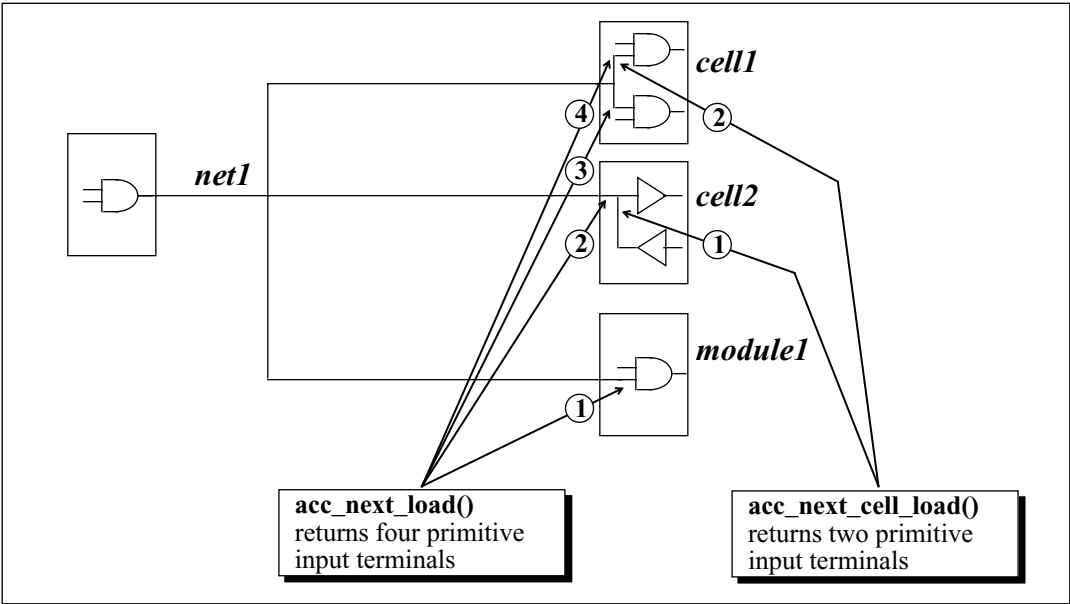 cell1
4
2
net1
3
cell2
2
1
module1
1
acc_next_load()
returns four primitive
input terminals
acc_next_cell_load()
returns two primitive
input terminals